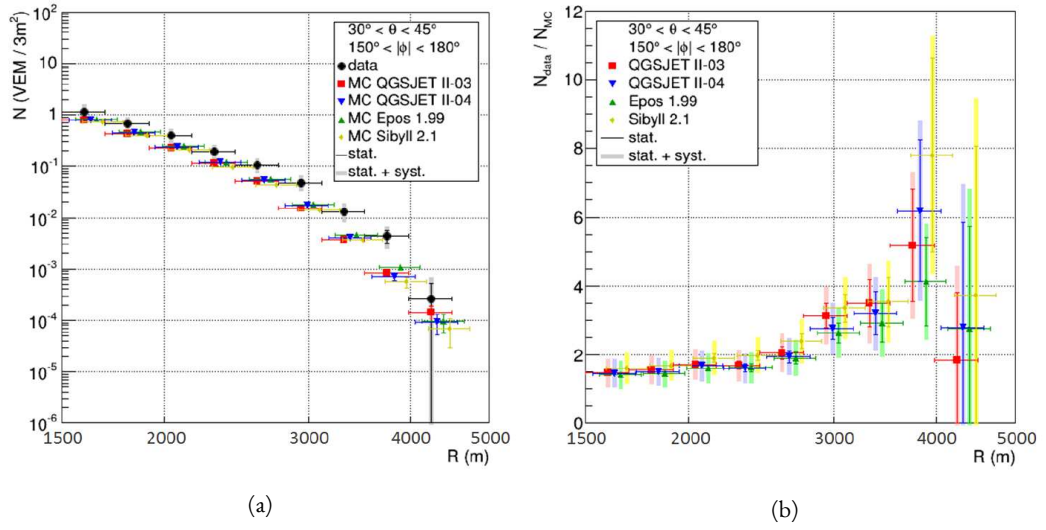 N (VEM / 3m²)
12
10
1
10⁻¹
10⁻²
10⁻³
10⁻⁴
10⁻⁵
10⁻⁶
1500
2000
3000
4000
5000
R (m)
30° < θ < 45°
150° < |ϕ| < 180°
data
MC QGSJET II-03
MC QGSJET II-04
MC Epos 1.99
MC Sibyll 2.1
stat.
stat. + syst.
(a)
N_data / N_MC
12
10
8
6
4
2
0
1500
2000
3000
4000
5000
R (m)
30° < θ < 45°
150° < |ϕ| < 180°
QGSJET II-03
QGSJET II-04
Epos 1.99
Sibyll 2.1
stat.
stat. + syst.
(b)